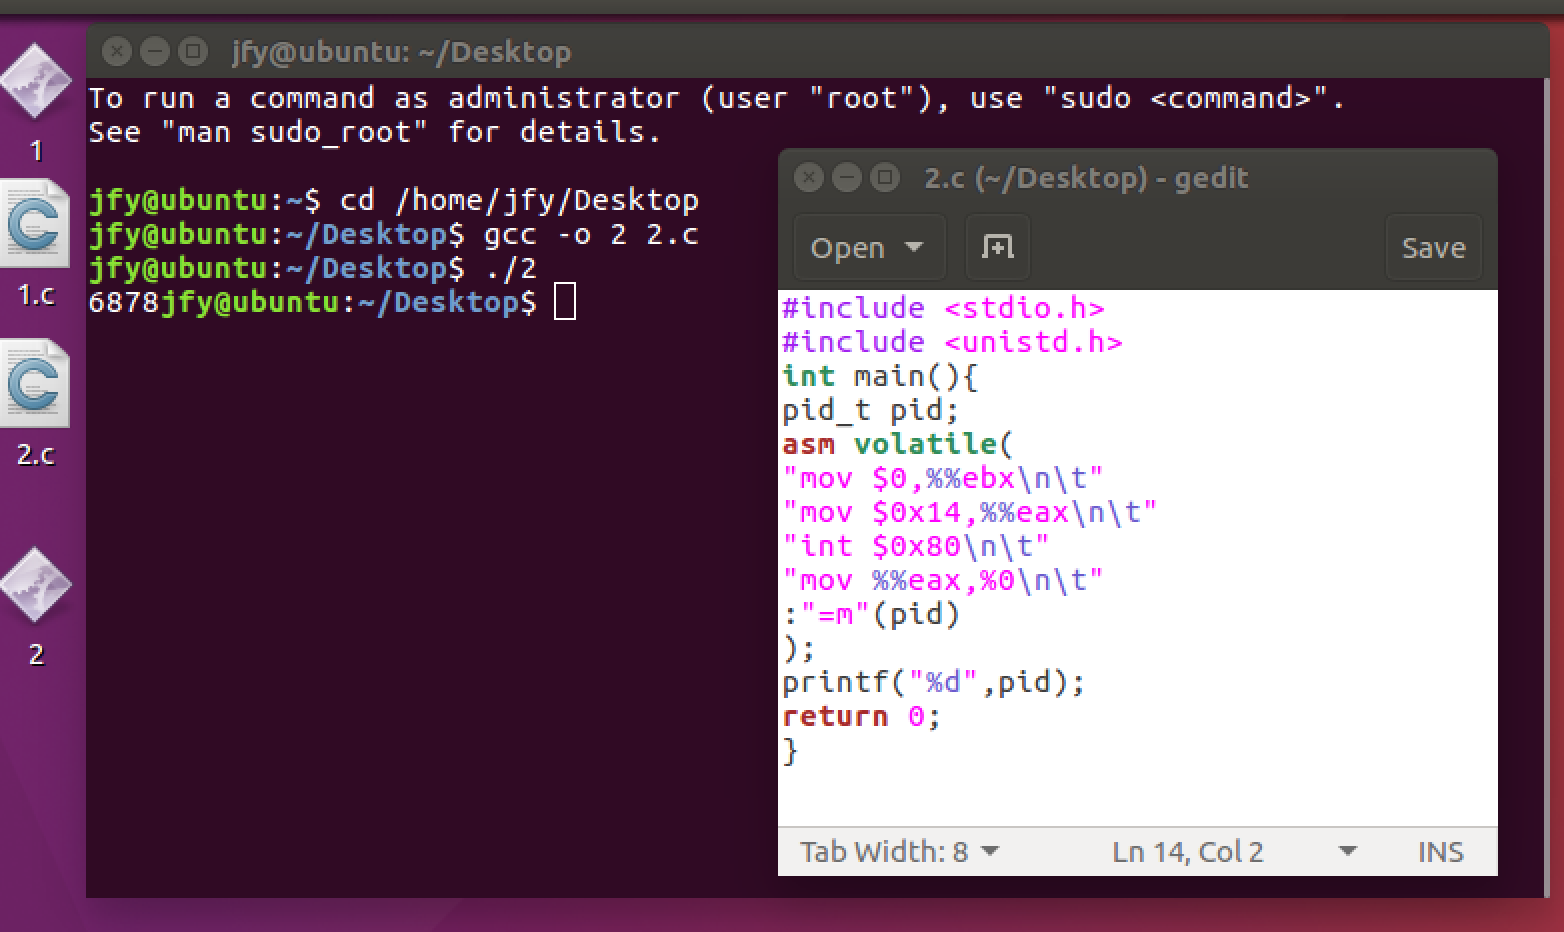 jfy@ubuntu: ~/Desktop
To run a command as administrator (user "root"), use "sudo <command>".
See "man sudo_root" for details.
jfy@ubuntu:~$ cd /home/jfy/Desktop
jfy@ubuntu:~/Desktop$ gcc -o 2 2.c
jfy@ubuntu:~/Desktop$ ./2
6878jfy@ubuntu:~/Desktop$
1
1.c
2.c
2
2.c (~/Desktop) - gedit
Open
Save
#include <stdio.h>
#include <unistd.h>
int main(){
pid_t pid;
asm volatile(
"mov $0,%%ebx\n\t"
"mov $0x14,%%eax\n\t"
"int $0x80\n\t"
"mov %%eax,%0\n\t"
:"=m"(pid)
);
printf("%d",pid);
return 0;
}
Tab Width: 8
Ln 14, Col 2
INS